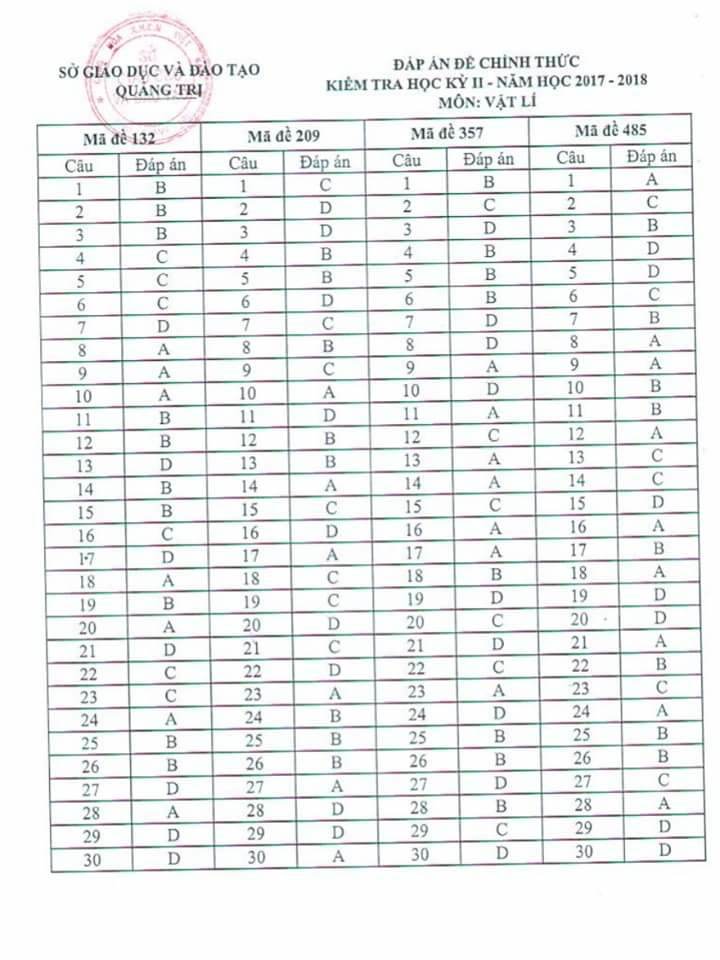 SỞ GIÁO DỤC VÀ ĐÀO TẠO
QUẢNG TRỊ
ĐÁP ÁN ĐỀ CHÍNH THỨC
KIỂM TRA HỌC KỲ II - NĂM HỌC 2017 - 2018
MÔN: VẬT LÍ
Mã đề 132 Mã đề 209 Mã đề 357 Mã đề 485
Câu Đáp án Câu Đáp án Câu Đáp án Câu Đáp án
1 B 1 C 1 B 1 A
2 B 2 D 2 C 2 C
3 B 3 D 3 D 3 B
4 C 4 B 4 B 4 D
5 C 5 B 5 B 5 D
6 C 6 D 6 B 6 C
7 D 7 C 7 D 7 B
8 A 8 B 8 D 8 A
9 A 9 C 9 A 9 A
10 A 10 A 10 D 10 B
11 B 11 D 11 A 11 B
12 B 12 B 12 C 12 A
13 D 13 B 13 A 13 C
14 B 14 A 14 A 14 C
15 B 15 C 15 C 15 D
16 C 16 D 16 A 16 A
17 D 17 A 17 A 17 B
18 A 18 C 18 B 18 A
19 B 19 C 19 D 19 D
20 A 20 D 20 C 20 D
21 D 21 C 21 D 21 A
22 C 22 D 22 C 22 B
23 C 23 A 23 A 23 C
24 A 24 B 24 D 24 A
25 B 25 B 25 B 25 B
26 B 26 B 26 B 26 B
27 D 27 A 27 D 27 C
28 A 28 D 28 B 28 A
29 D 29 D 29 C 29 D
30 D 30 A 30 D 30 D